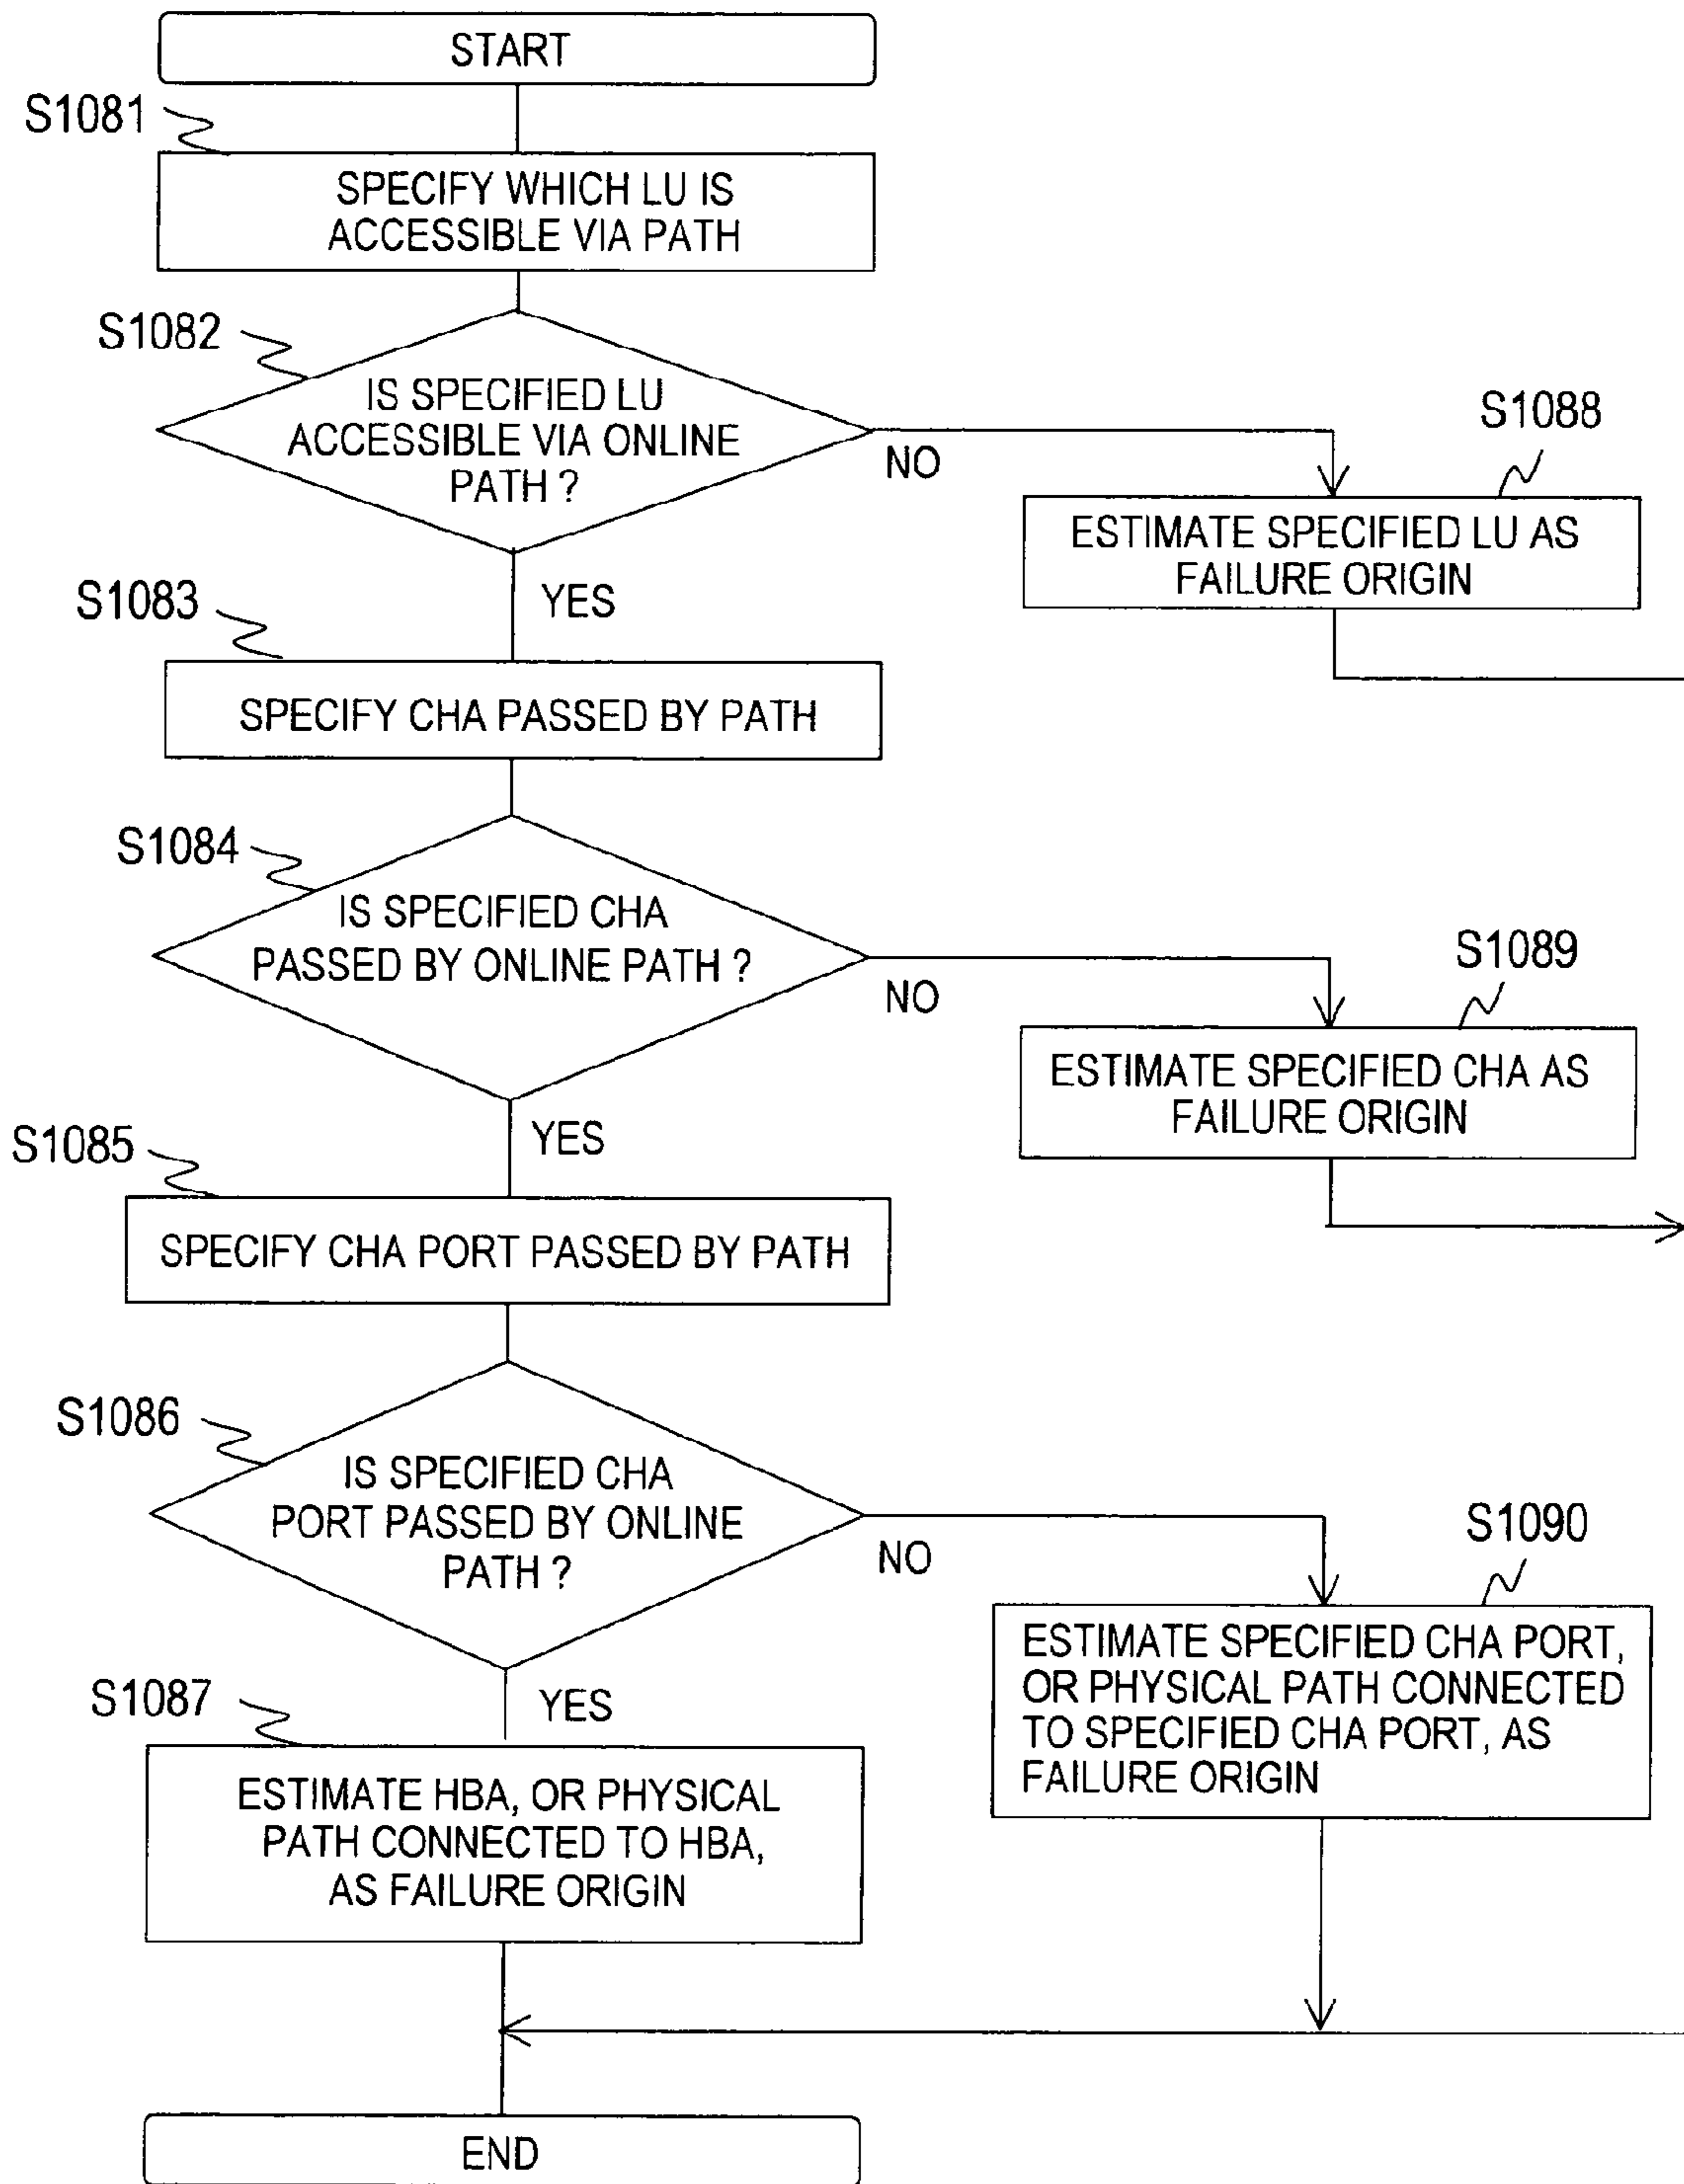 START
S1081
SPECIFY WHICH LU IS
ACCESSIBLE VIA PATH
S1082
IS SPECIFIED LU
ACCESSIBLE VIA ONLINE
PATH ?
NO
S1088
ESTIMATE SPECIFIED LU AS
FAILURE ORIGIN
YES
S1083
SPECIFY CHA PASSED BY PATH
S1084
IS SPECIFIED CHA
PASSED BY ONLINE PATH ?
NO
S1089
ESTIMATE SPECIFIED CHA AS
FAILURE ORIGIN
YES
S1085
SPECIFY CHA PORT PASSED BY PATH
S1086
IS SPECIFIED CHA
PORT PASSED BY ONLINE
PATH ?
NO
S1090
ESTIMATE SPECIFIED CHA PORT,
OR PHYSICAL PATH CONNECTED
TO SPECIFIED CHA PORT, AS
FAILURE ORIGIN
YES
S1087
ESTIMATE HBA, OR PHYSICAL
PATH CONNECTED TO HBA,
AS FAILURE ORIGIN
END